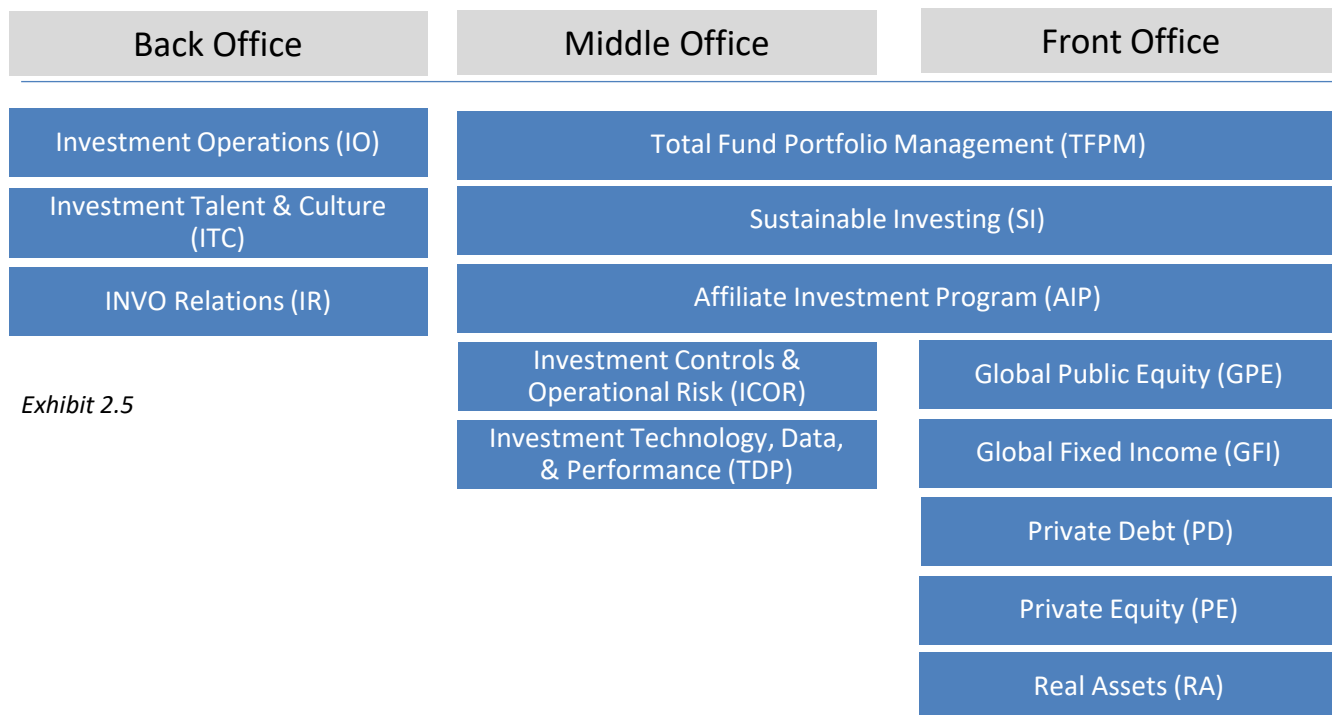 Back Office
Middle Office
Front Office
Investment Operations (IO)
Investment Talent & Culture
(ITC)
INVO Relations (IR)
Total Fund Portfolio Management (TFPM)
Sustainable Investing (SI)
Affiliate Investment Program (AIP)
Investment Controls &
Operational Risk (ICOR)
Investment Technology, Data,
& Performance (TDP)
Global Public Equity (GPE)
Global Fixed Income (GFI)
Private Debt (PD)
Private Equity (PE)
Real Assets (RA)
Exhibit 2.5